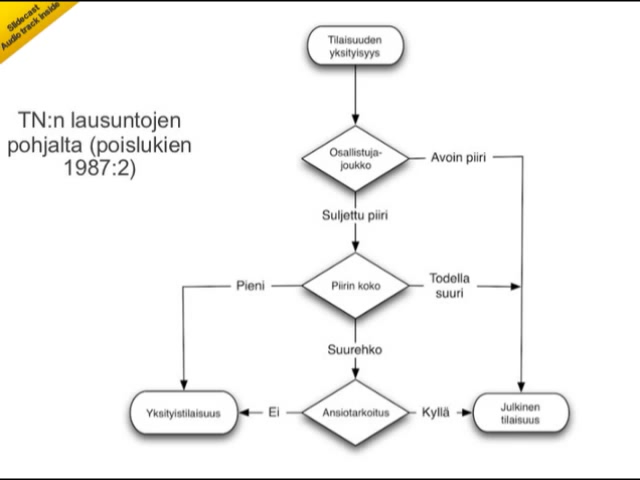 Slidecast
Audio track inside
TN:n lausuntojen
pohjalta (poislukien
1987:2)
Tilaisuuden
yksityisyys
Osallistuja-
joukko
Avoin piiri
Suljettu piiri
Pieni
Piirin koko
Todella
suuri
Suurehko
Yksityistilaisuus
Ei
Ansiotarkoitus
Kyllä
Julkinen
tilaisuus